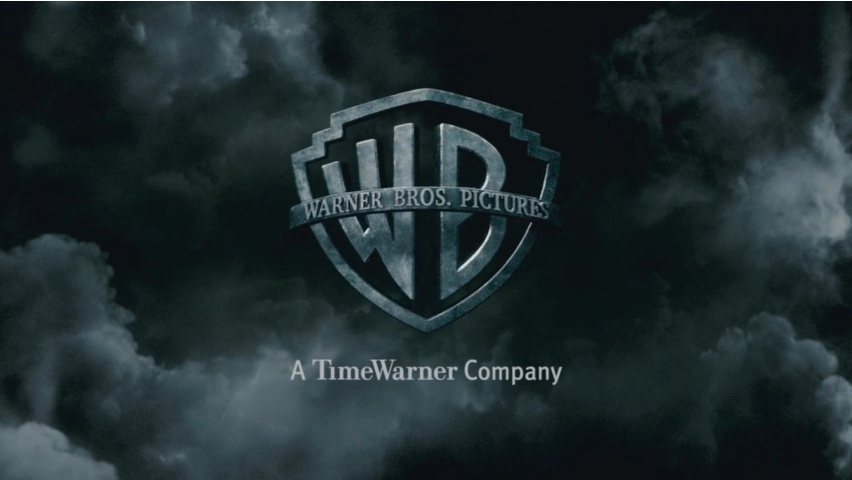 WB
WARNER BROS. PICTURES
A TimeWarner Company